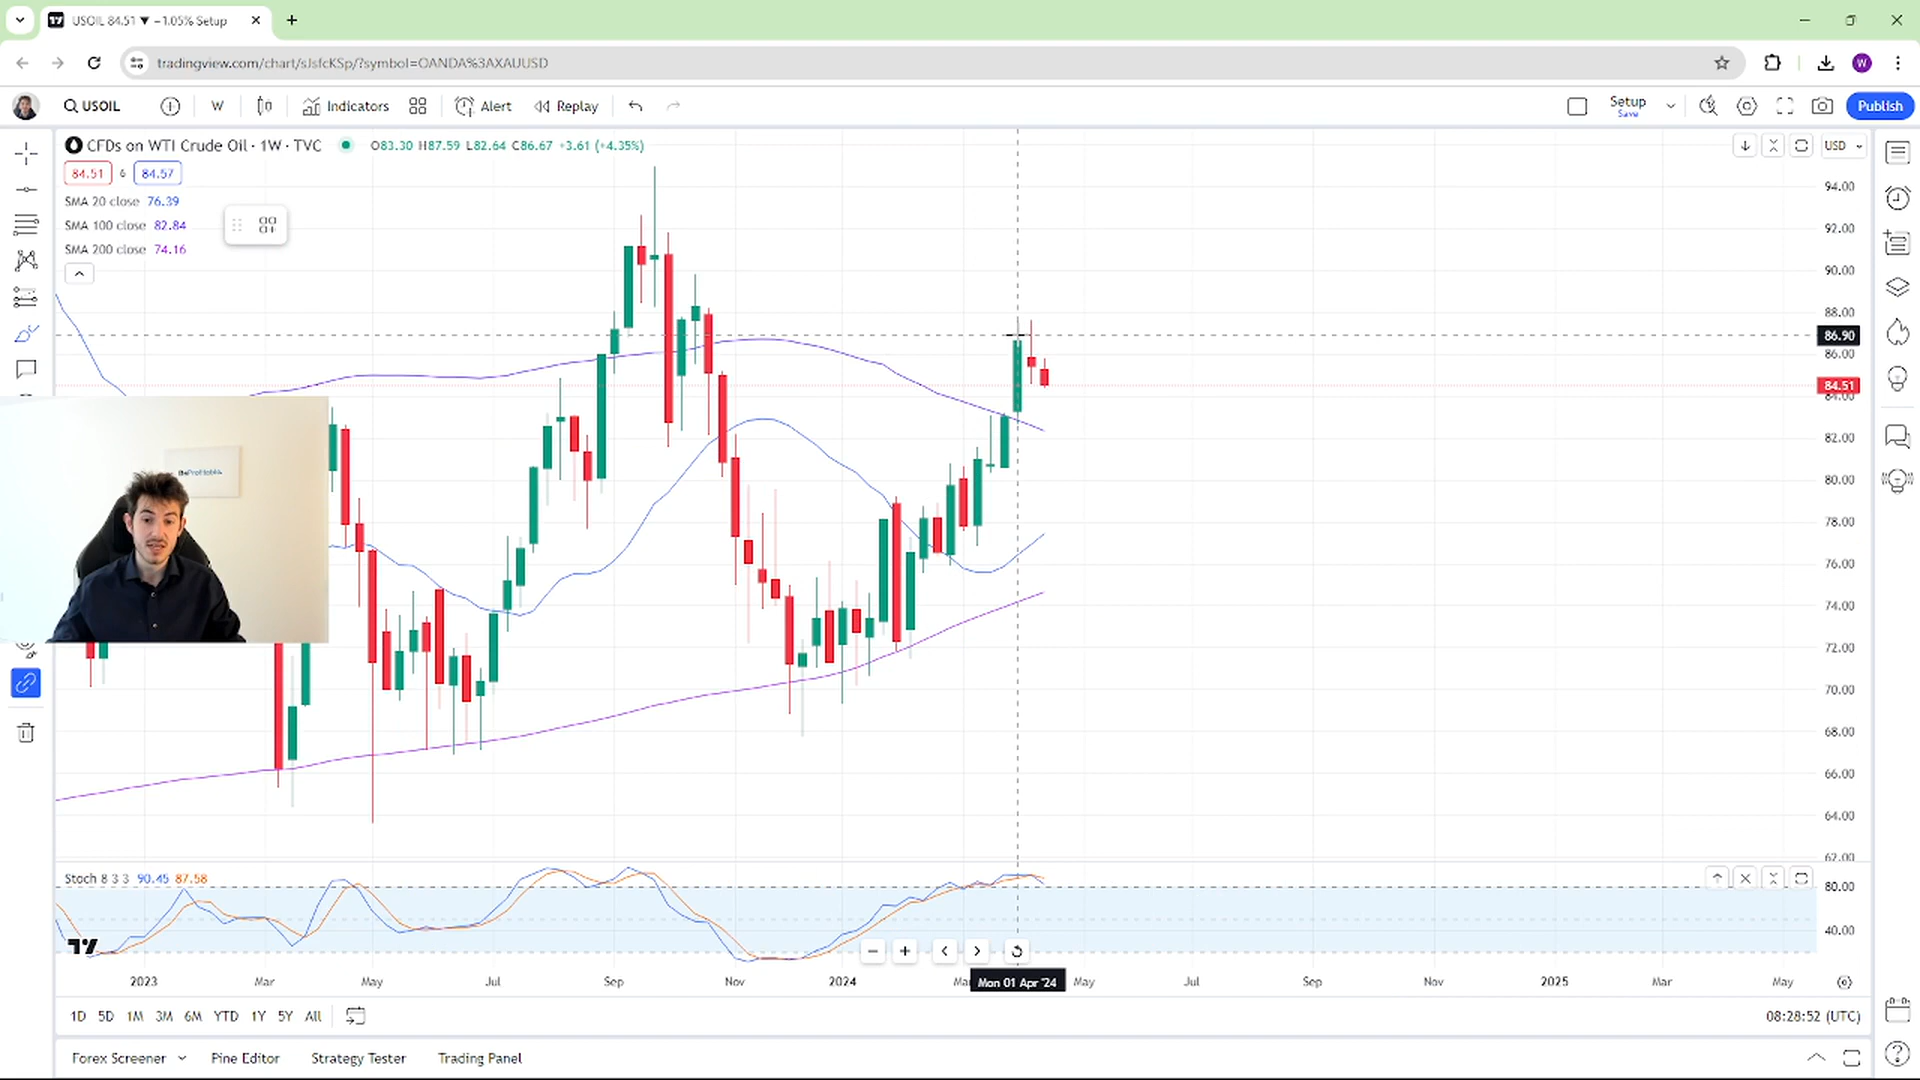 USOIL 84.51 ▼ −1.05% Setup
tradingview.com/chart/sJsfcKSp/?symbol=OANDA%3AXAUUSD
W
USOIL
W
Indicators
Alert
Replay
Setup
Save
Publish
CFDs on WTI Crude Oil · 1W · TVC
O83.30 H87.59 L82.64 C86.67 +3.61 (+4.35%)
USD
84.51 6 84.57
SMA 20 close 76.39
SMA 100 close 82.84
SMA 200 close 74.16
94.00
92.00
90.00
88.00
86.90
86.00
84.51
84.00
82.00
80.00
78.00
76.00
74.00
72.00
70.00
68.00
66.00
64.00
62.00
BeProfitable.
Stoch 8 3 3 90.45 87.58
80.00
40.00
2023 Mar May Jul Sep Nov 2024 Ma Mon 01 Apr '24 May Jul Sep Nov 2025 Mar May
1D 5D 1M 3M 6M YTD 1Y 5Y All
08:28:52 (UTC)
Forex Screener Pine Editor Strategy Tester Trading Panel